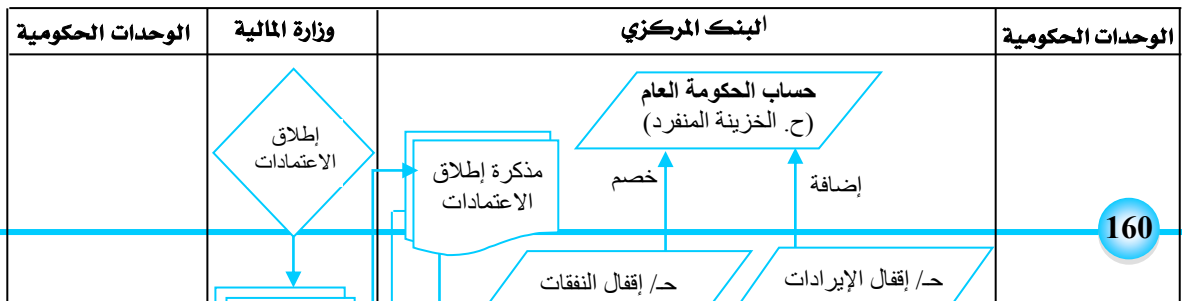 الوحدات الحكومية
البنك المركزي
وزارة المالية
الوحدات الحكومية
حساب الحكومة العام
(ح. الخزينة المنفرد)
إطلاق
الاعتمادات
مذكرة إطلاق
الاعتمادات
خصم
إضافة
160
حـ/ إقفال الإيرادات
حـ/ إقفال النفقات